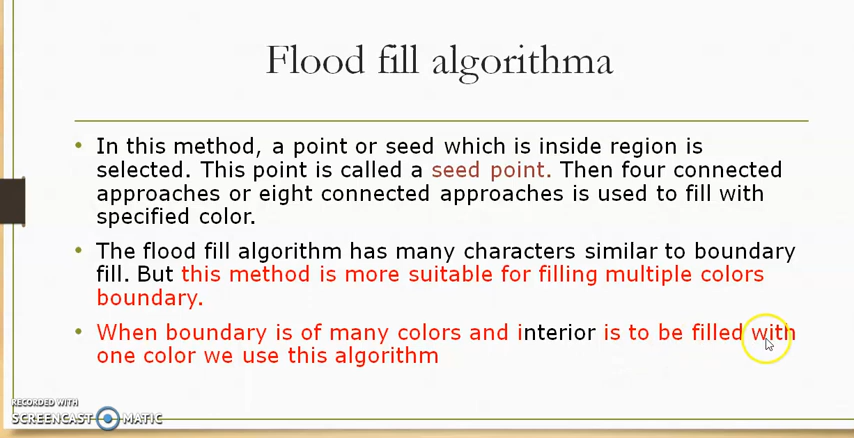 Flood fill algorithma
• In this method, a point or seed which is inside region is
selected. This point is called a seed point. Then four connected
approaches or eight connected approaches is used to fill with
specified color.
• The flood fill algorithm has many characters similar to boundary
fill. But this method is more suitable for filling multiple colors
boundary.
• When boundary is of many colors and interior is to be filled with
one color we use this algorithm
RECORDED WITH
SCREENCAST MATIC